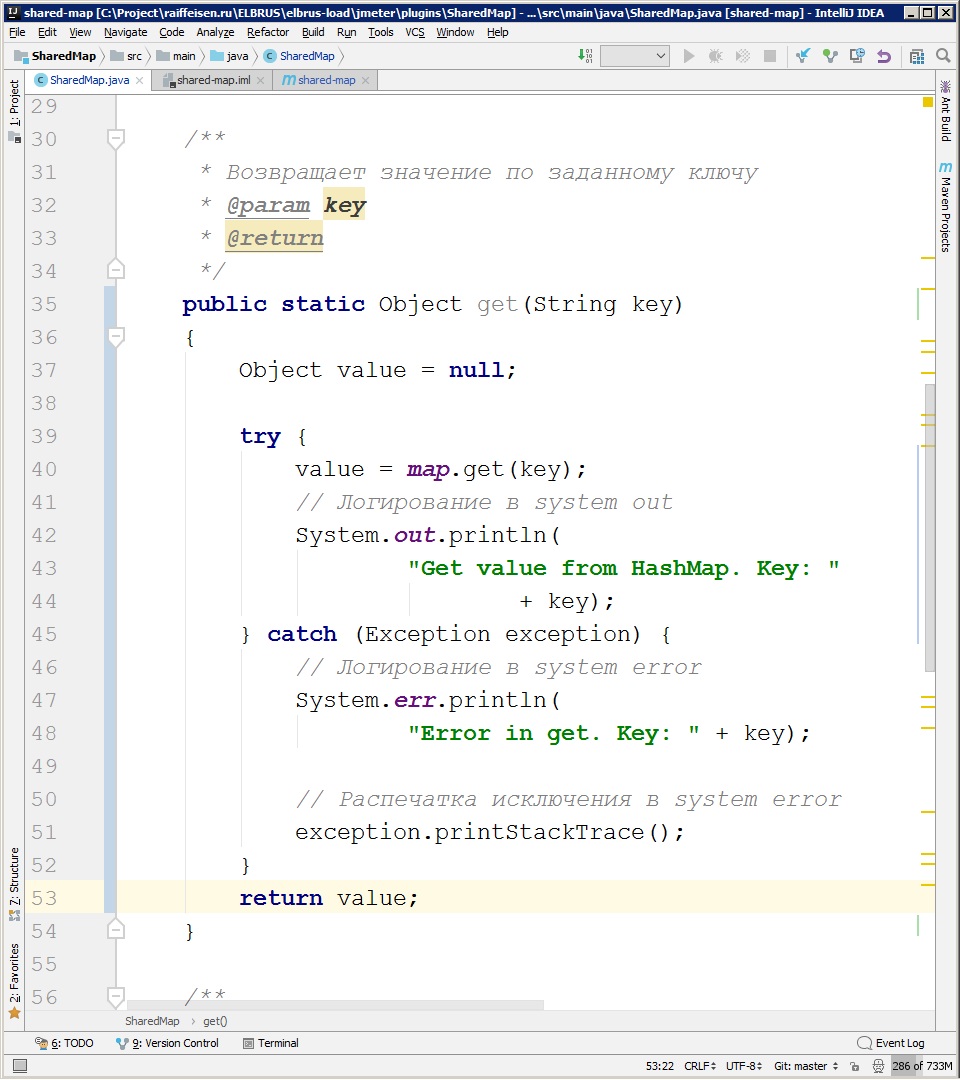 shared-map [C:\Project\raiffeisen.ru\ELBRUS\elbrus-load\jmeter\plugins\SharedMap] - ...\src\main\java\SharedMap.java [shared-map] - IntelliJ IDEA
File Edit View Navigate Code Analyze Refactor Build Run Tools VCS Window Help
SharedMap src main java SharedMap
SharedMap.java shared-map.iml shared-map
1: Project
Ant Build
Maven Projects
29
30 /**
31 * Возвращает значение по заданному ключу
32 * @param key
33 * @return
34 */
35 public static Object get(String key)
36 {
37 Object value = null;
38
39 try {
40 value = map.get(key);
41 // Логирование в system out
42 System.out.println(
43 "Get value from HashMap. Key: "
44 + key);
45 } catch (Exception exception) {
46 // Логирование в system error
47 System.err.println(
48 "Error in get. Key: " + key);
49
50 // Распечатка исключения в system error
51 exception.printStackTrace();
52 }
53 return value;
54 }
55
56 /**
7: Structure
2: Favorites
SharedMap › get()
6: TODO 9: Version Control Terminal Event Log
53:22 CRLF UTF-8 Git: master 286 of 733M